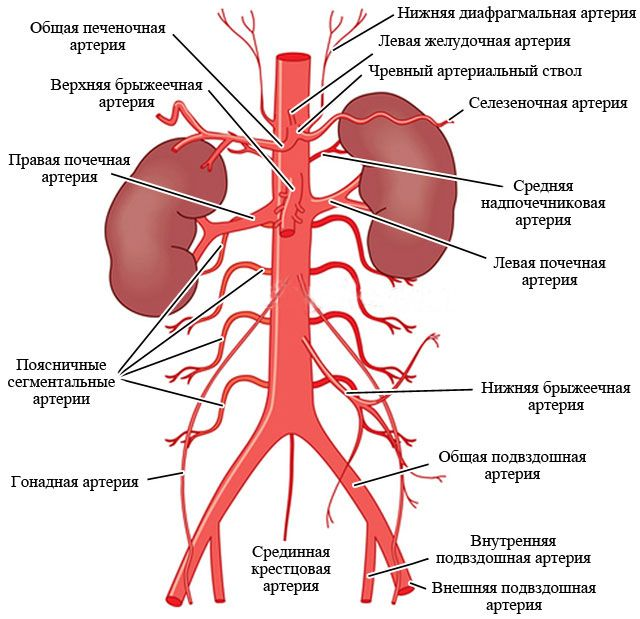 Нижняя диафрагмальная артерия
Общая печеночная
артерия
Левая желудочная артерия
Чревный артериальный ствол
Верхняя брыжеечная
артерия
Селезеночная артерия
Правая почечная
артерия
Средняя
надпочечниковая
артерия
Левая почечная
артерия
Поясничные
сегментальные
артерии
Нижняя брыжеечная
артерия
Гонадная артерия
Общая подвздошная
артерия
Срединная
крестцовая
артерия
Внутренняя
подвздошная артерия
Внешняя подвздошная
артерия